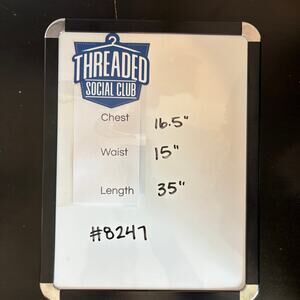 THREADED
SOCIAL CLUB
Chest 16.5"
Waist 15"
Length 35"
#8247